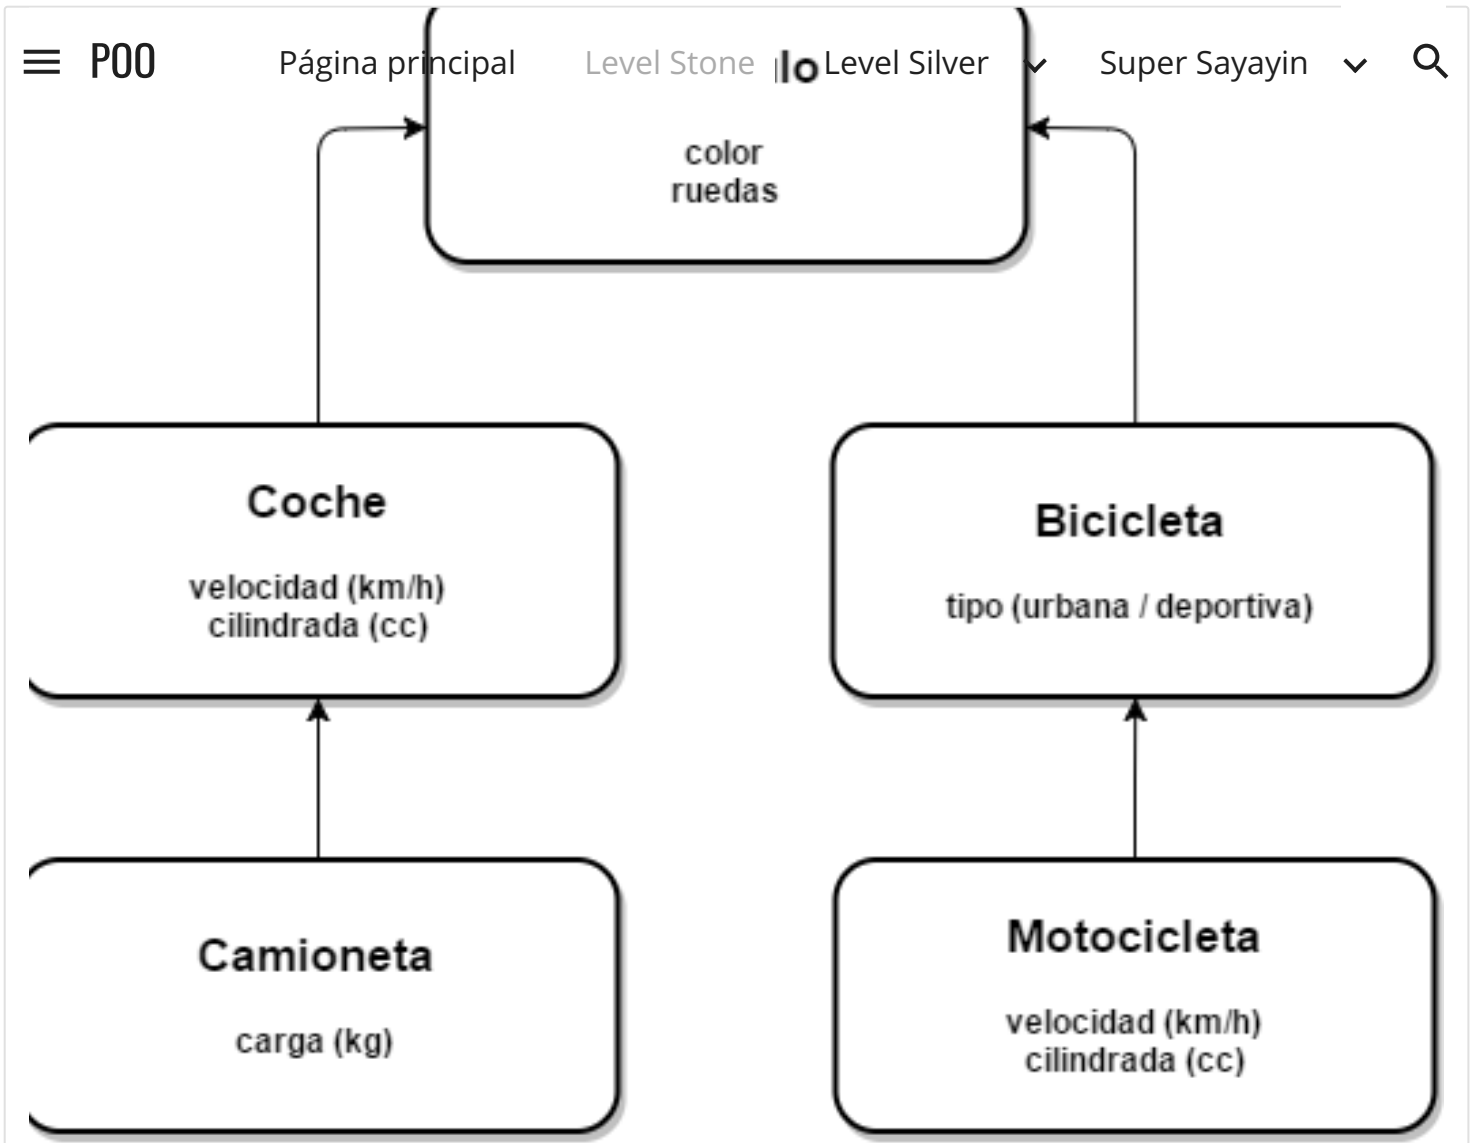 POO
Página principal
Level Stone
Level Silver
Super Sayayin
color
ruedas
Coche
velocidad (km/h)
cilindrada (cc)
Bicicleta
tipo (urbana / deportiva)
Camioneta
carga (kg)
Motocicleta
velocidad (km/h)
cilindrada (cc)